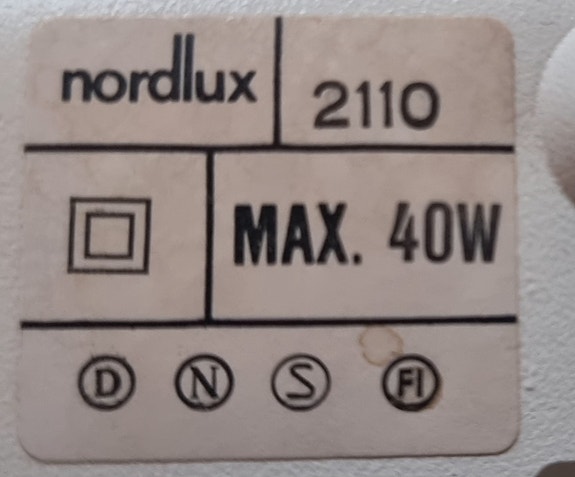 nordlux 2110
MAX. 40W
D N S FI